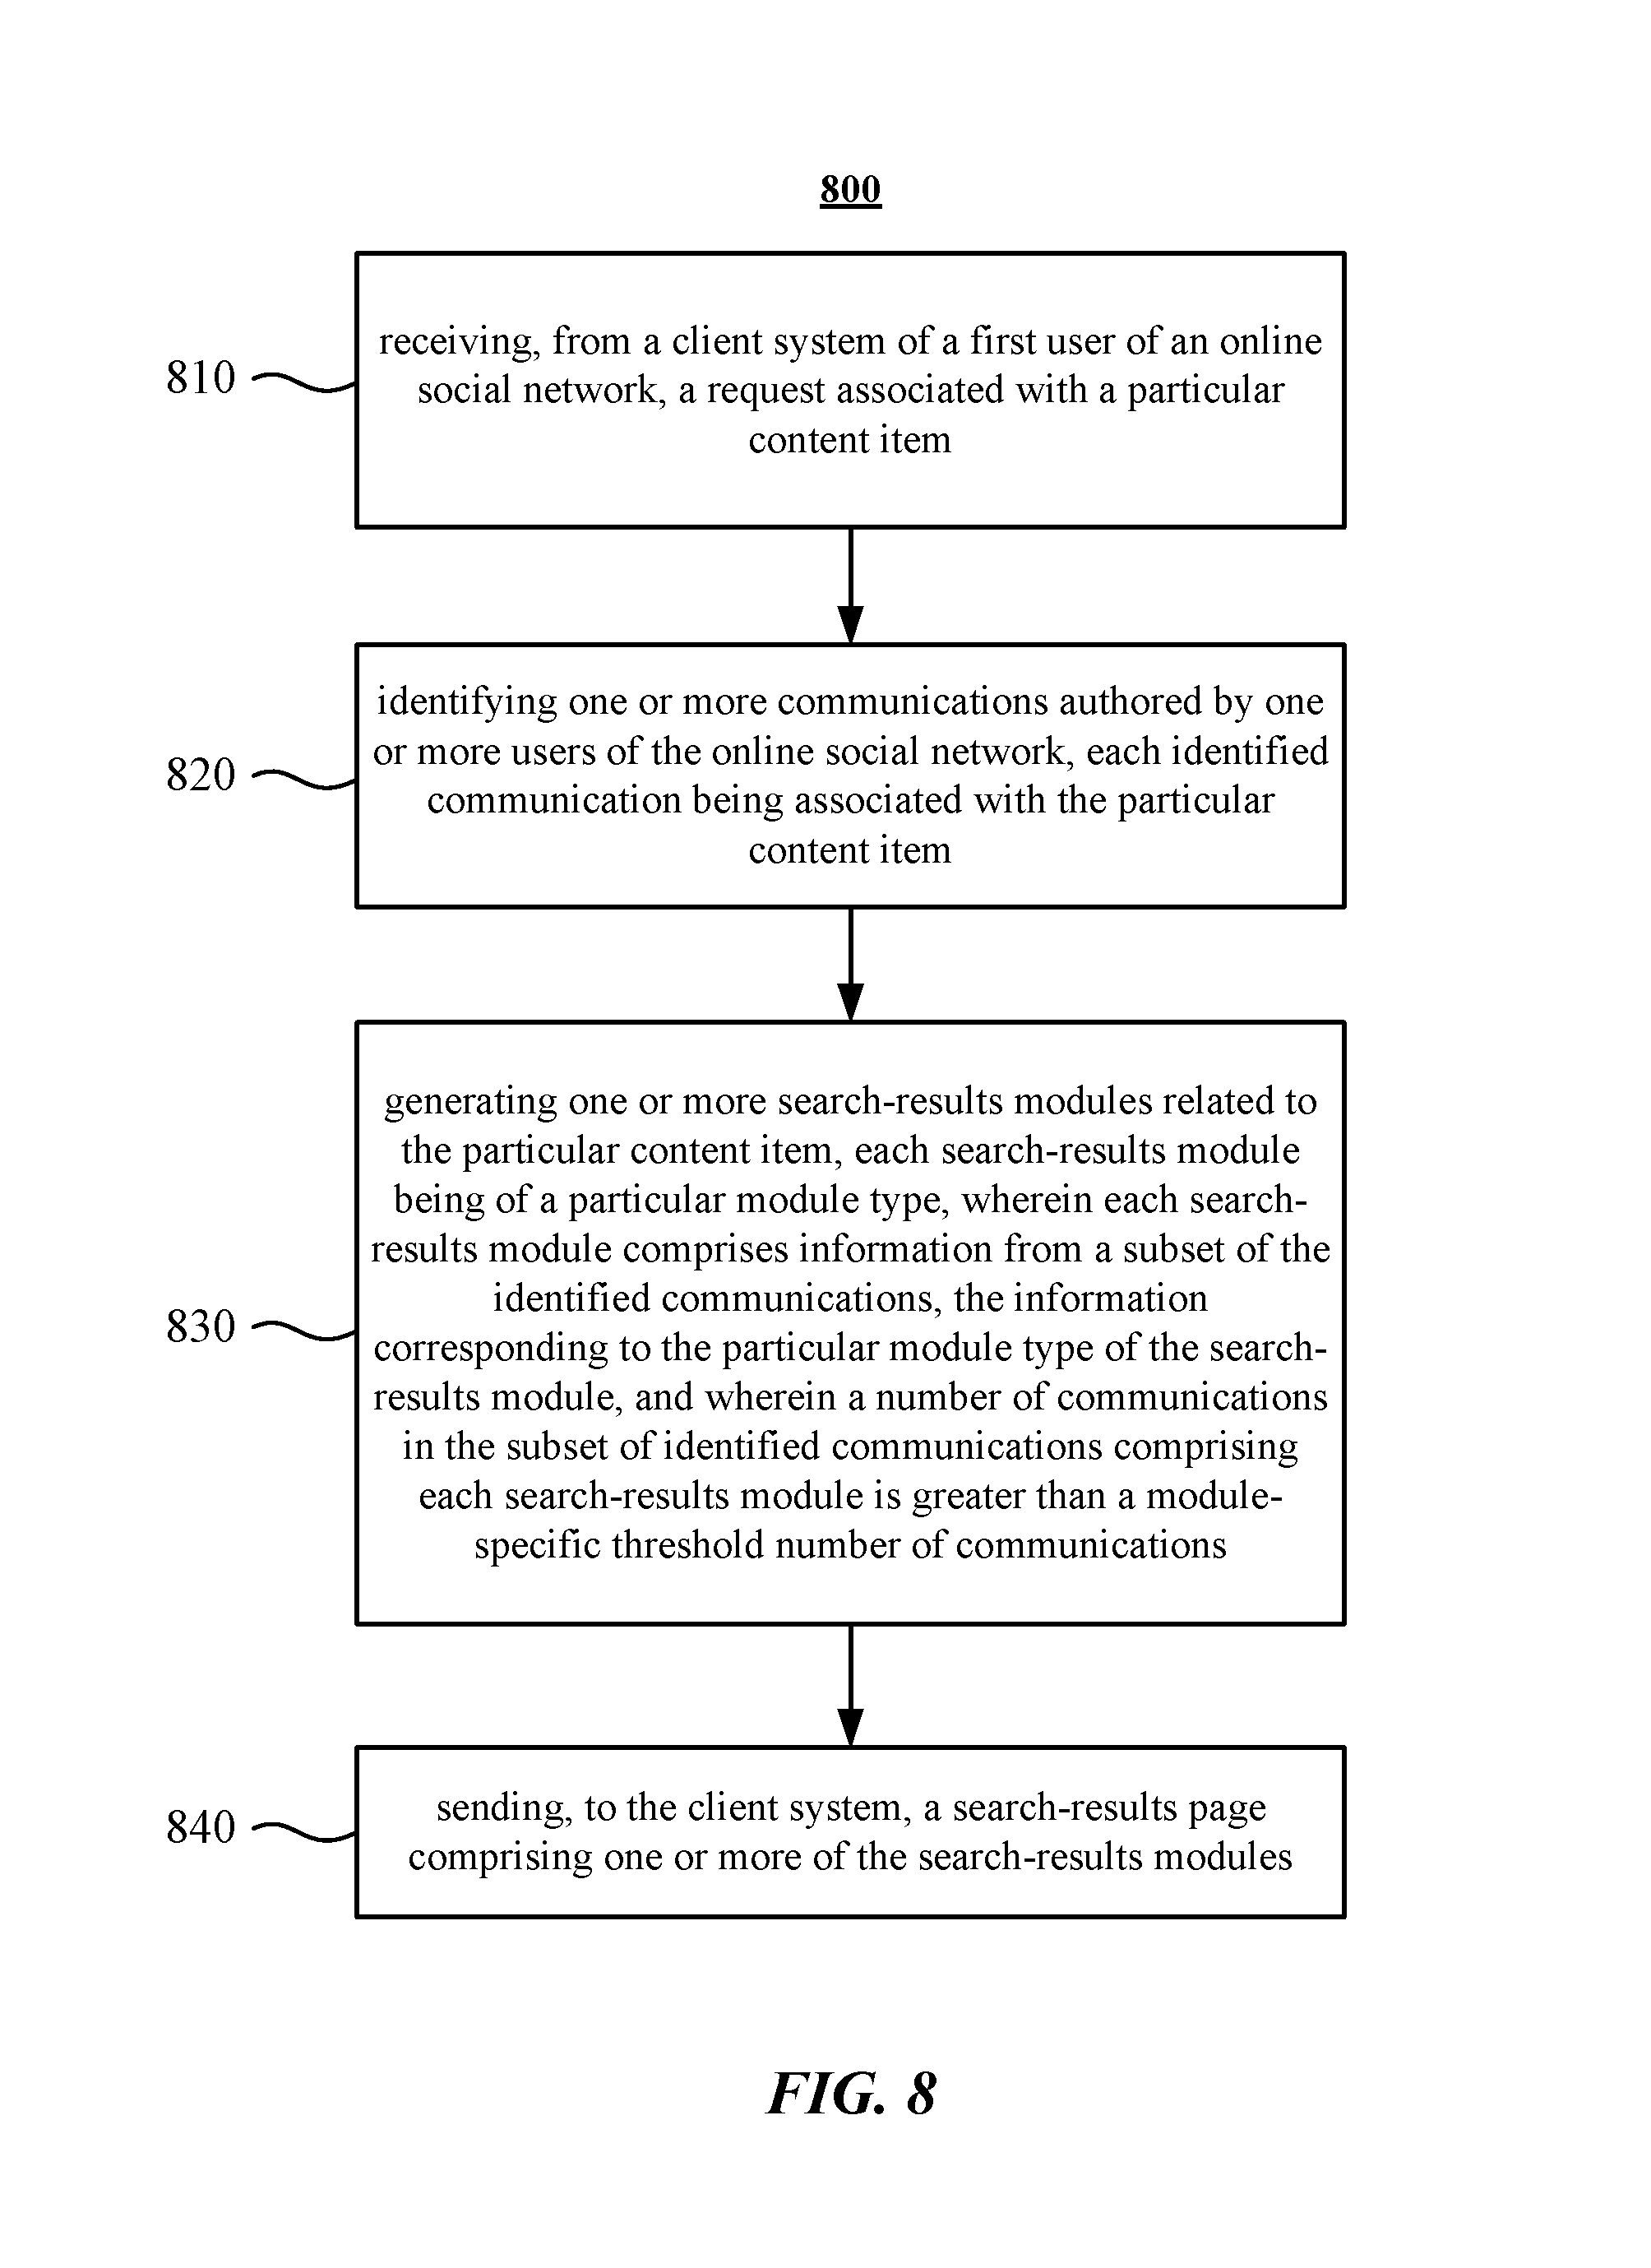 800
810
receiving, from a client system of a first user of an online
social network, a request associated with a particular
content item
820
identifying one or more communications authored by one
or more users of the online social network, each identified
communication being associated with the particular
content item
830
generating one or more search-results modules related to
the particular content item, each search-results module
being of a particular module type, wherein each search-
results module comprises information from a subset of the
identified communications, the information
corresponding to the particular module type of the search-
results module, and wherein a number of communications
in the subset of identified communications comprising
each search-results module is greater than a module-
specific threshold number of communications
840
sending, to the client system, a search-results page
comprising one or more of the search-results modules
FIG. 8